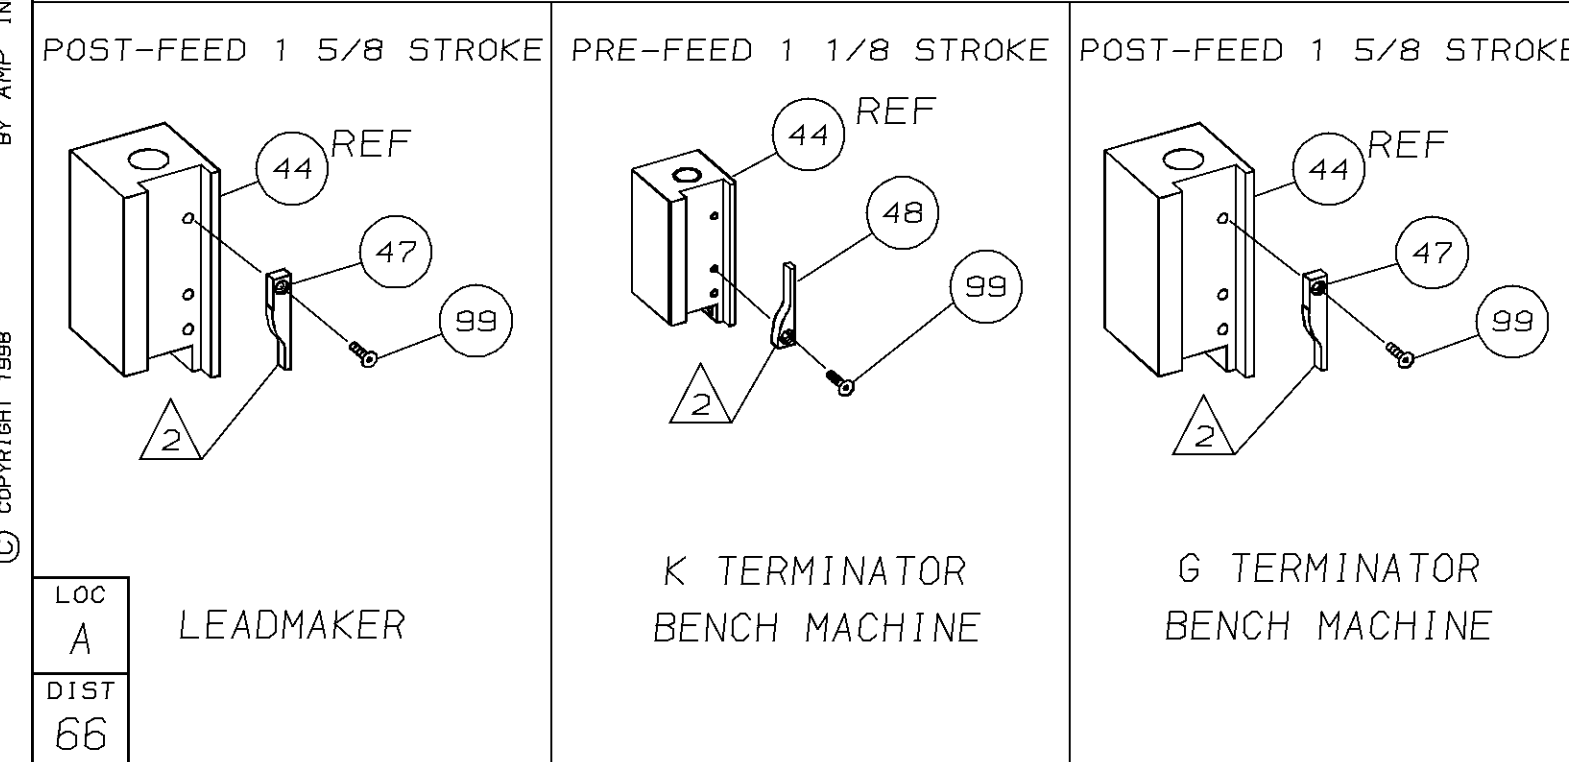 BY AMP IN
© COPYRIGHT 1998
POST-FEED 1 5/8 STROKE
44
REF
47
99
2
LEADMAKER
PRE-FEED 1 1/8 STROKE
44
REF
48
99
2
K TERMINATOR
BENCH MACHINE
POST-FEED 1 5/8 STROKE
44
REF
47
99
2
G TERMINATOR
BENCH MACHINE
LOC
A
DIST
66